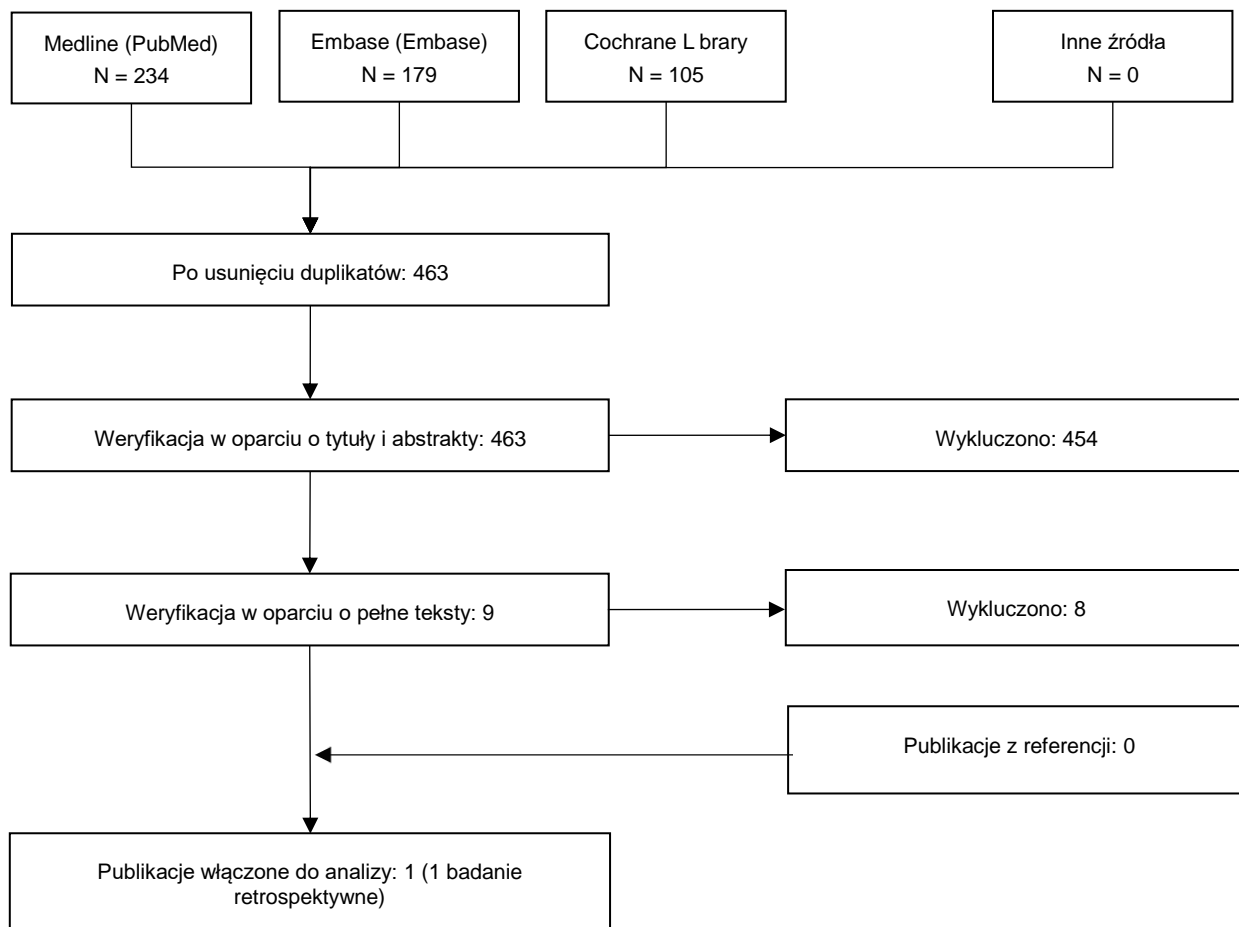 Medline (PubMed)
N = 234
Embase (Embase)
N = 179
Cochrane L brary
N = 105
Inne źródła
N = 0
Po usunięciu duplikatów: 463
Weryfikacja w oparciu o tytuły i abstrakty: 463
Wykluczono: 454
Weryfikacja w oparciu o pełne teksty: 9
Wykluczono: 8
Publikacje z referencji: 0
Publikacje włączone do analizy: 1 (1 badanie
retrospektywne)